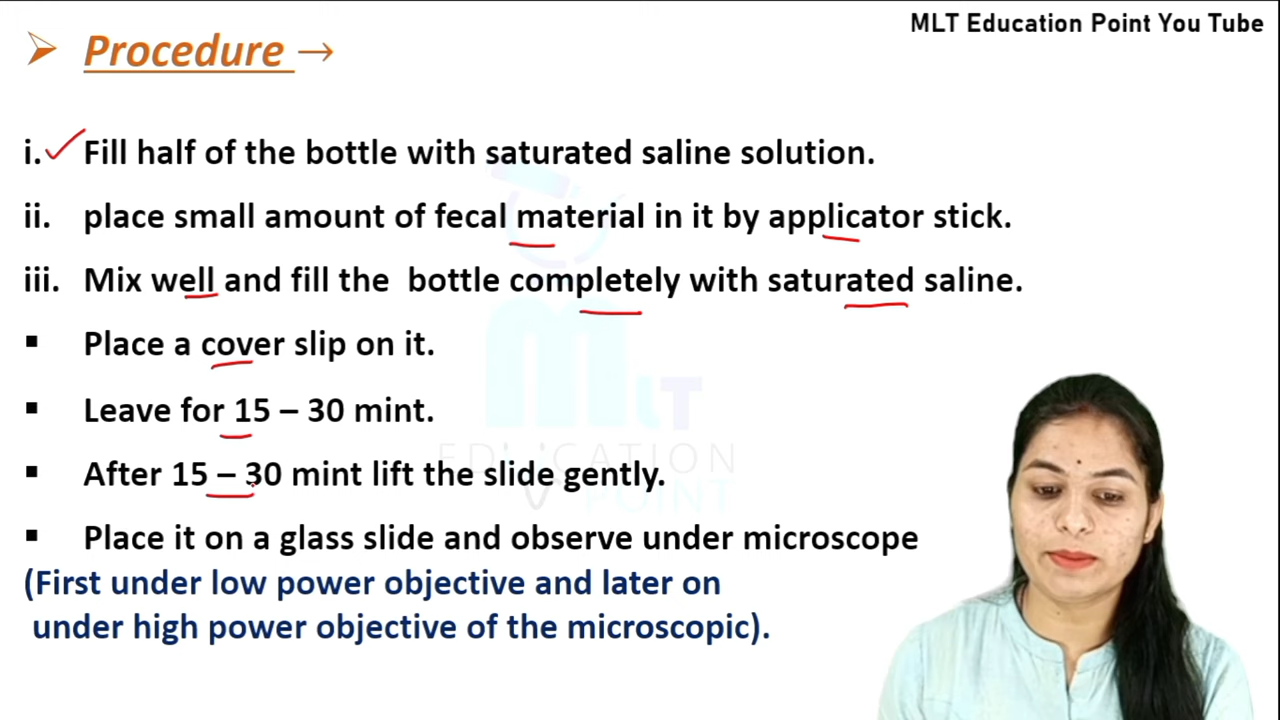 MLT Education Point You Tube
➢ Procedure →
i. Fill half of the bottle with saturated saline solution.
ii. place small amount of fecal material in it by applicator stick.
iii. Mix well and fill the bottle completely with saturated saline.
▪ Place a cover slip on it.
▪ Leave for 15 – 30 mint.
▪ After 15 – 30 mint lift the slide gently.
▪ Place it on a glass slide and observe under microscope
(First under low power objective and later on
under high power objective of the microscopic).
MLT
EDUCATION
POINT